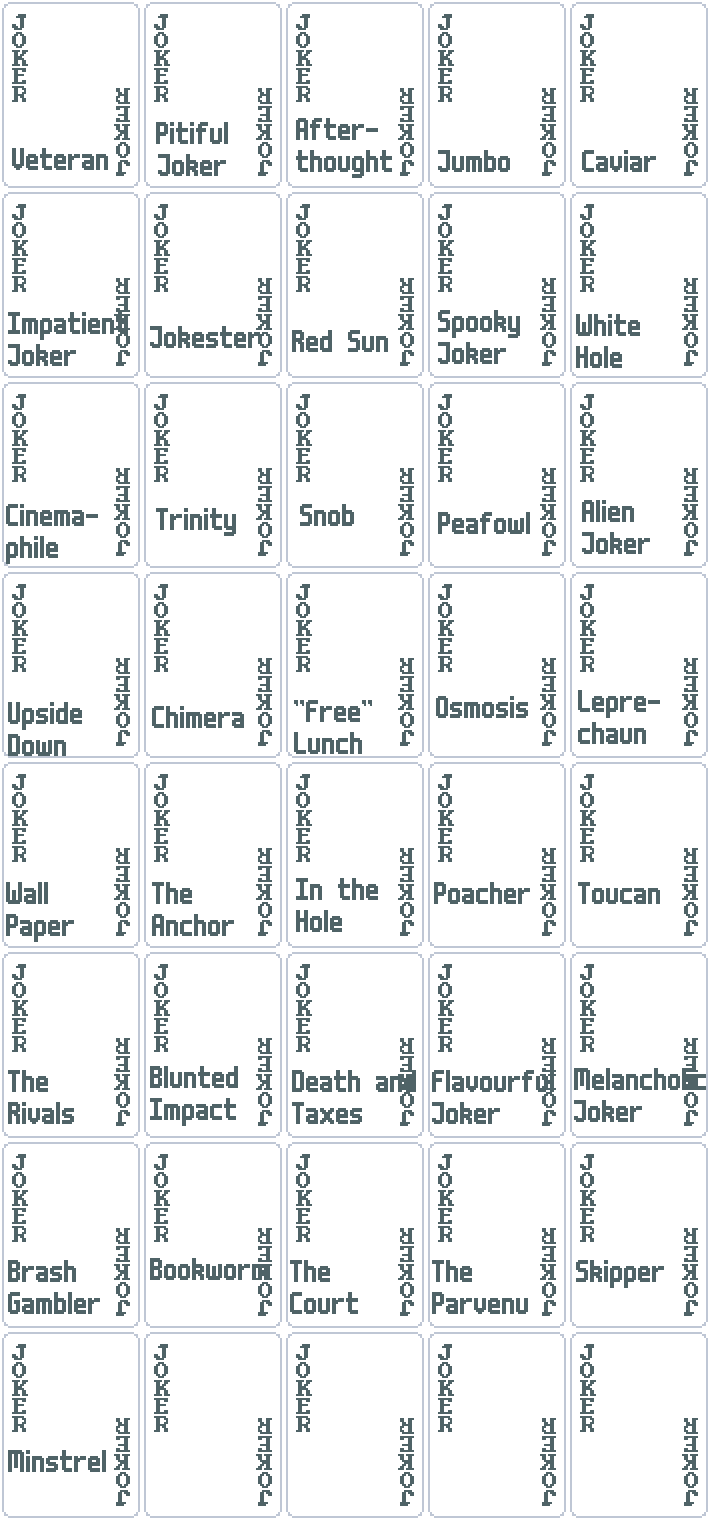 JOKER
Veteran
JOKER
JOKER
Pitiful
Joker
JOKER
JOKER
After-
thought
JOKER
JOKER
Jumbo
JOKER
JOKER
Caviar
JOKER
JOKER
Impatient
Joker
JOKER
JOKER
Jokester
JOKER
JOKER
Red Sun
JOKER
JOKER
Spooky
Joker
JOKER
JOKER
White
Hole
JOKER
JOKER
Cinema-
phile
JOKER
JOKER
Trinity
JOKER
JOKER
Snob
JOKER
JOKER
Peafowl
JOKER
JOKER
Alien
Joker
JOKER
JOKER
Upside
Down
JOKER
JOKER
Chimera
JOKER
JOKER
"Free"
Lunch
JOKER
JOKER
Osmosis
JOKER
JOKER
Lepre-
chaun
JOKER
JOKER
Wall
Paper
JOKER
JOKER
The
Anchor
JOKER
JOKER
In the
Hole
JOKER
JOKER
Poacher
JOKER
JOKER
Toucan
JOKER
JOKER
The
Rivals
JOKER
JOKER
Blunted
Impact
JOKER
JOKER
Death and
Taxes
JOKER
JOKER
Flavourful
Joker
JOKER
JOKER
Melancholic
Joker
JOKER
JOKER
Brash
Gambler
JOKER
JOKER
Bookworm
JOKER
JOKER
The
Court
JOKER
JOKER
The
Parvenu
JOKER
JOKER
Skipper
JOKER
JOKER
Minstrel
JOKER
JOKER
JOKER
JOKER
JOKER
JOKER
JOKER
JOKER
JOKER